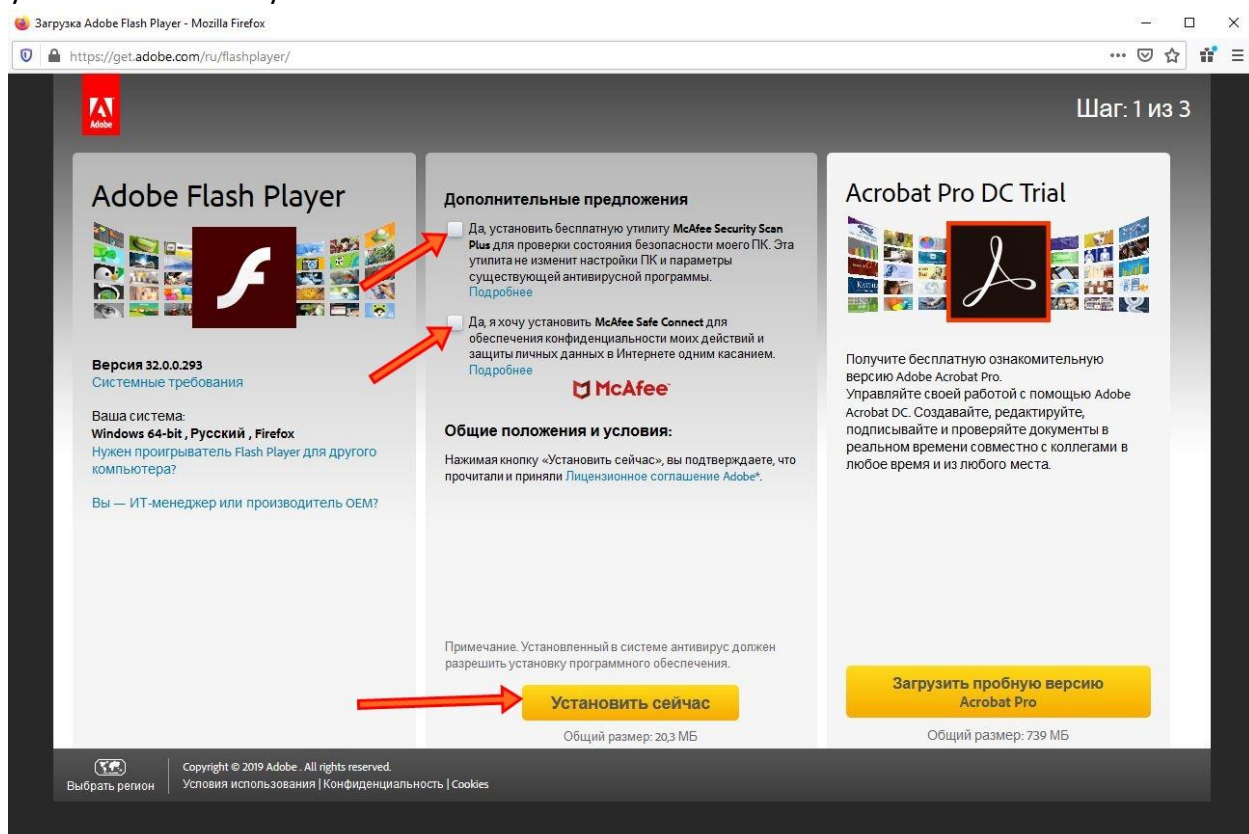 Загрузка Adobe Flash Player - Mozilla Firefox
https://get.adobe.com/ru/flashplayer/
Adobe
Шаг: 1 из 3
Adobe Flash Player
Версия 32.0.0.293
Системные требования
Ваша система:
Windows 64-bit , Русский , Firefox
Нужен проигрыватель Flash Player для другого
компьютера?
Вы — ИТ-менеджер или производитель OEM?
Дополнительные предложения
Да, установить бесплатную утилиту McAfee Security Scan
Plus для проверки состояния безопасности моего ПК. Эта
утилита не изменит настройки ПК и параметры
существующей антивирусной программы.
Подробнее
Да, я хочу установить McAfee Safe Connect для
обеспечения конфиденциальности моих действий и
защиты личных данных в Интернете одним касанием.
Подробнее
McAfee
Общие положения и условия:
Нажимая кнопку «Установить сейчас», вы подтверждаете, что
прочитали и приняли Лицензионное соглашение Adobe*.
Примечание. Установленный в системе антивирус должен
разрешить установку программного обеспечения.
Установить сейчас
Общий размер: 20,3 МБ
Acrobat Pro DC Trial
Получите бесплатную ознакомительную
версию Adobe Acrobat Pro.
Управляйте своей работой с помощью Adobe
Acrobat DC. Создавайте, редактируйте,
подписывайте и проверяйте документы в
реальном времени совместно с коллегами в
любое время и из любого места.
Загрузить пробную версию
Acrobat Pro
Общий размер: 739 МБ
Выбрать регион
Copyright © 2019 Adobe . All rights reserved.
Условия использования | Конфиденциальность | Cookies